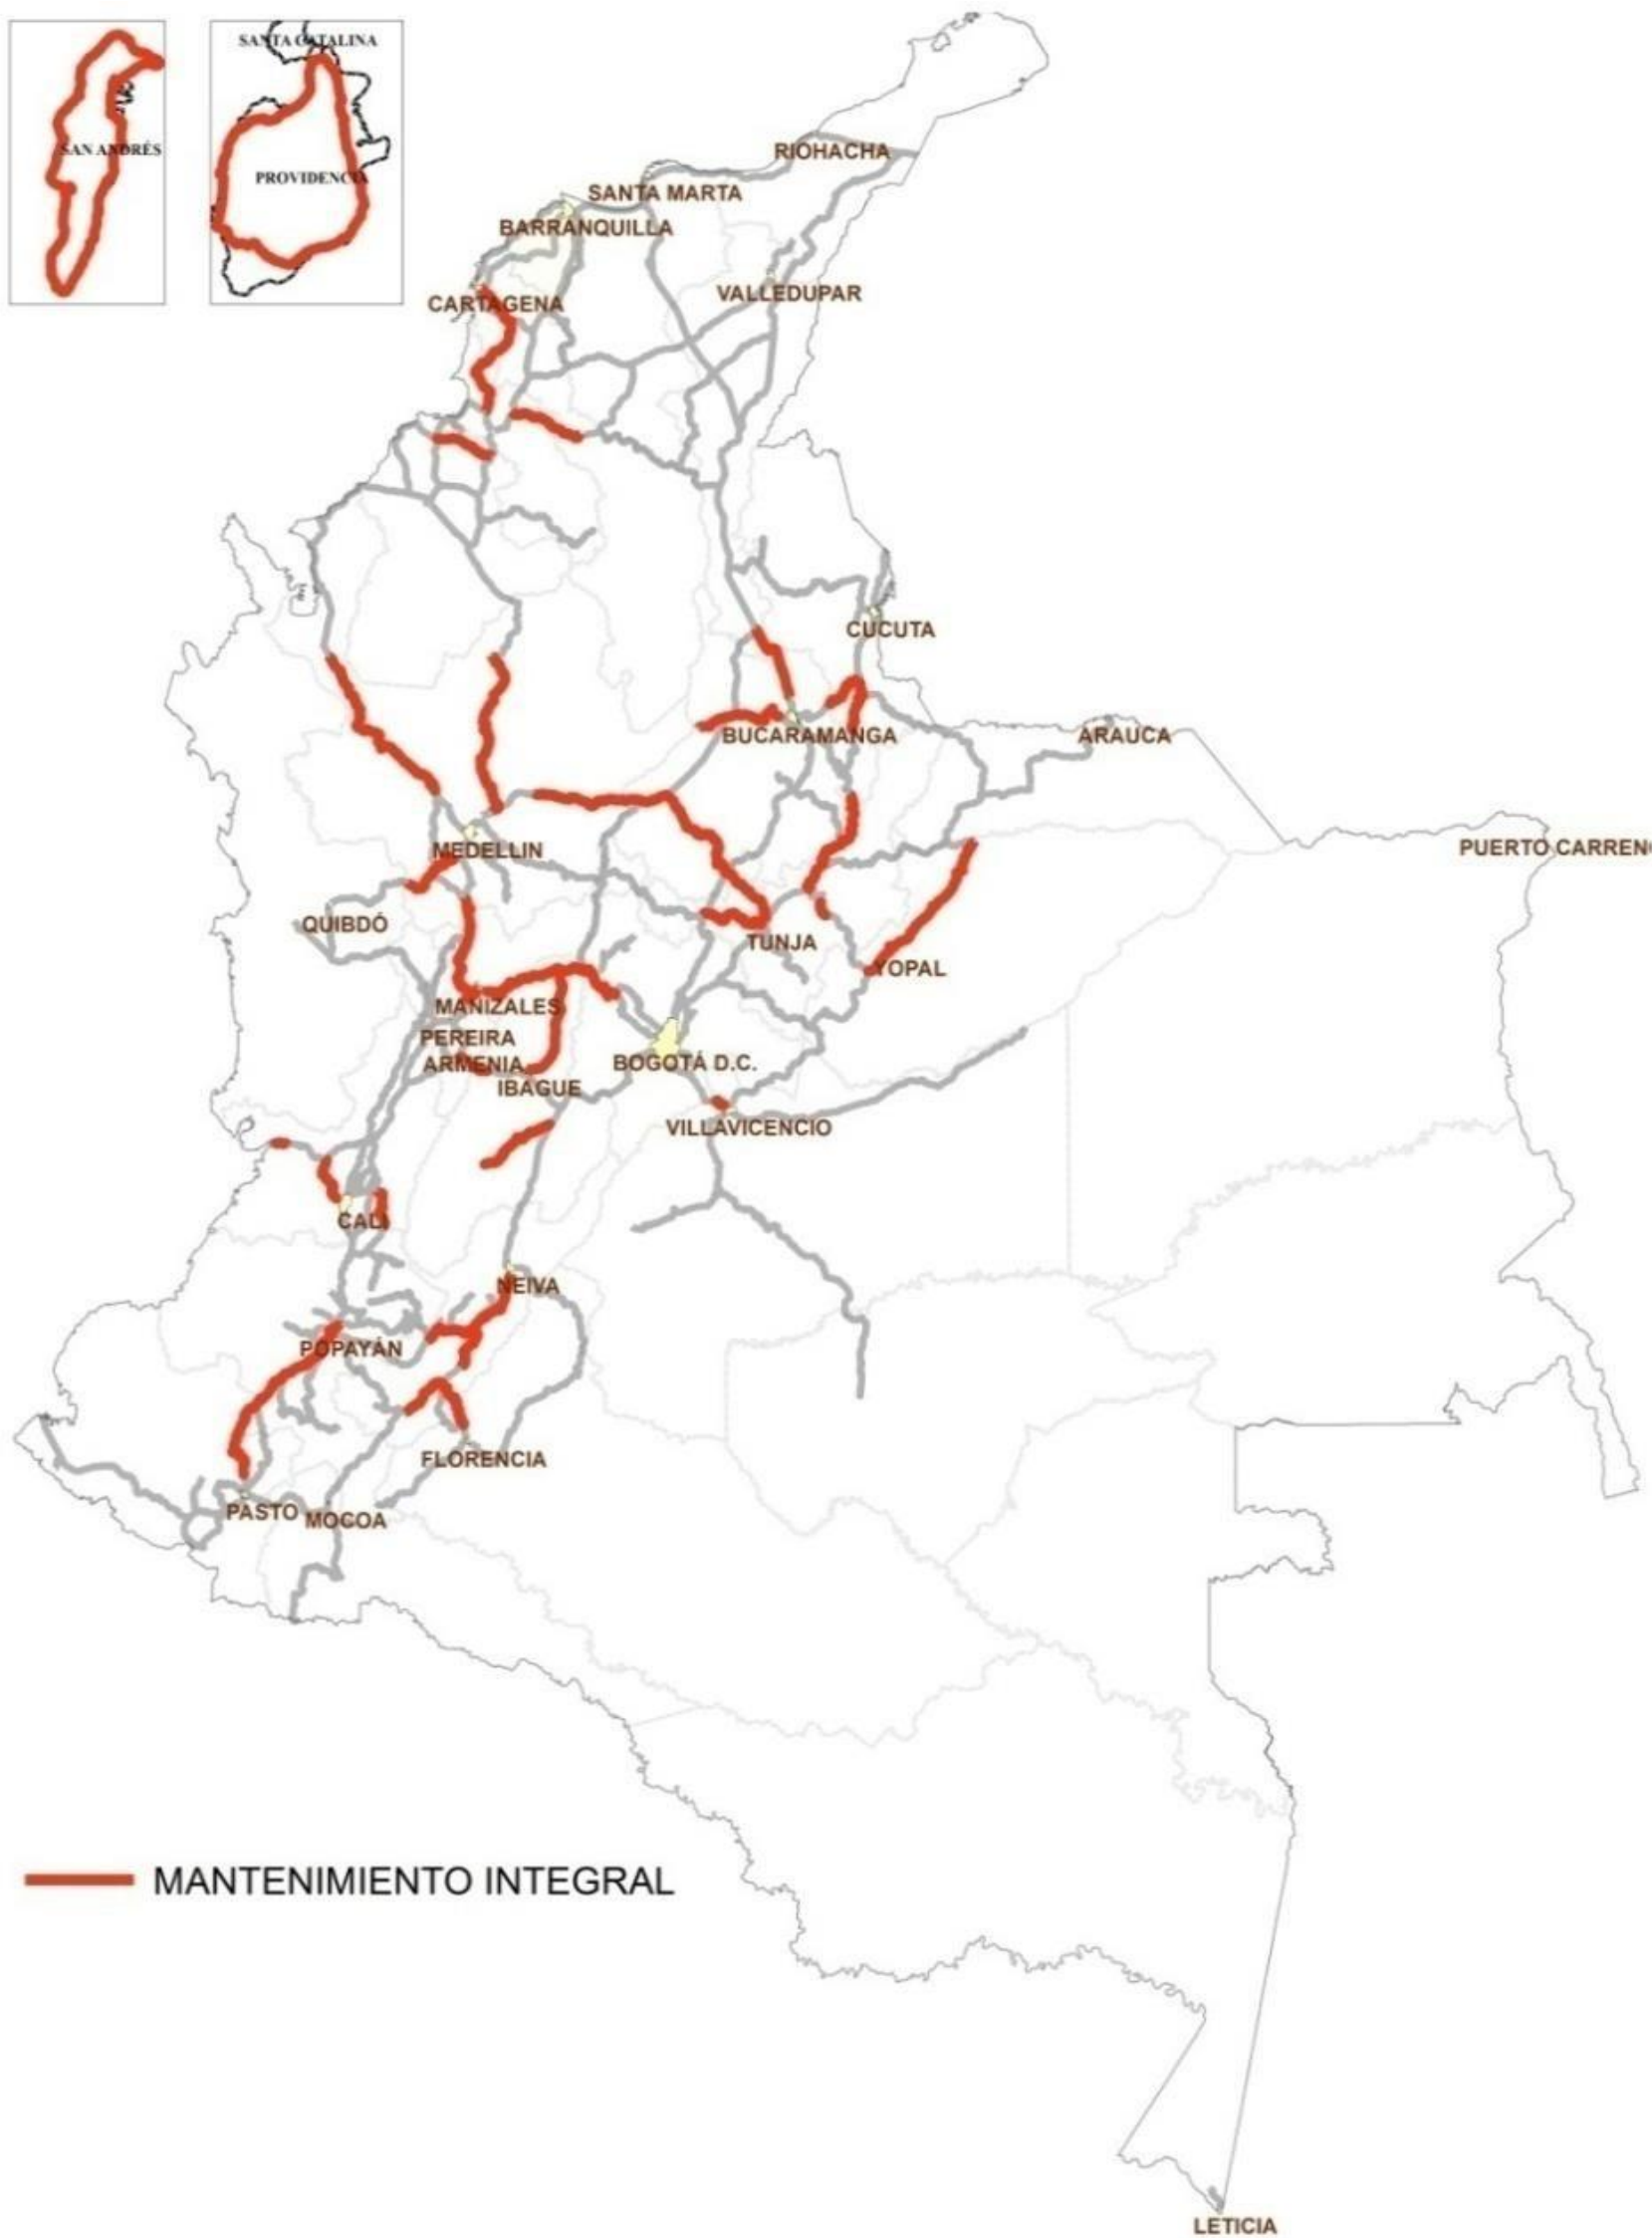 SANTA CATALINA
SAN ANDRÉS
PROVIDENCIA
RIOHACHA
SANTA MARTA
BARRANQUILLA
CARTAGENA
VALLEDUPAR
CUCUTA
BUCARAMANGA
ARAUCA
PUERTO CARREN
MEDELLIN
QUIBDÓ
TUNJA
YOPAL
MANIZALES
PEREIRA
ARMENIA
BOGOTÁ D.C.
IBAGUE
VILLAVICENCIO
CALI
NEIVA
POPAYÁN
FLORENCIA
PASTO
MOCOA
MANTENIMIENTO INTEGRAL
LETICIA